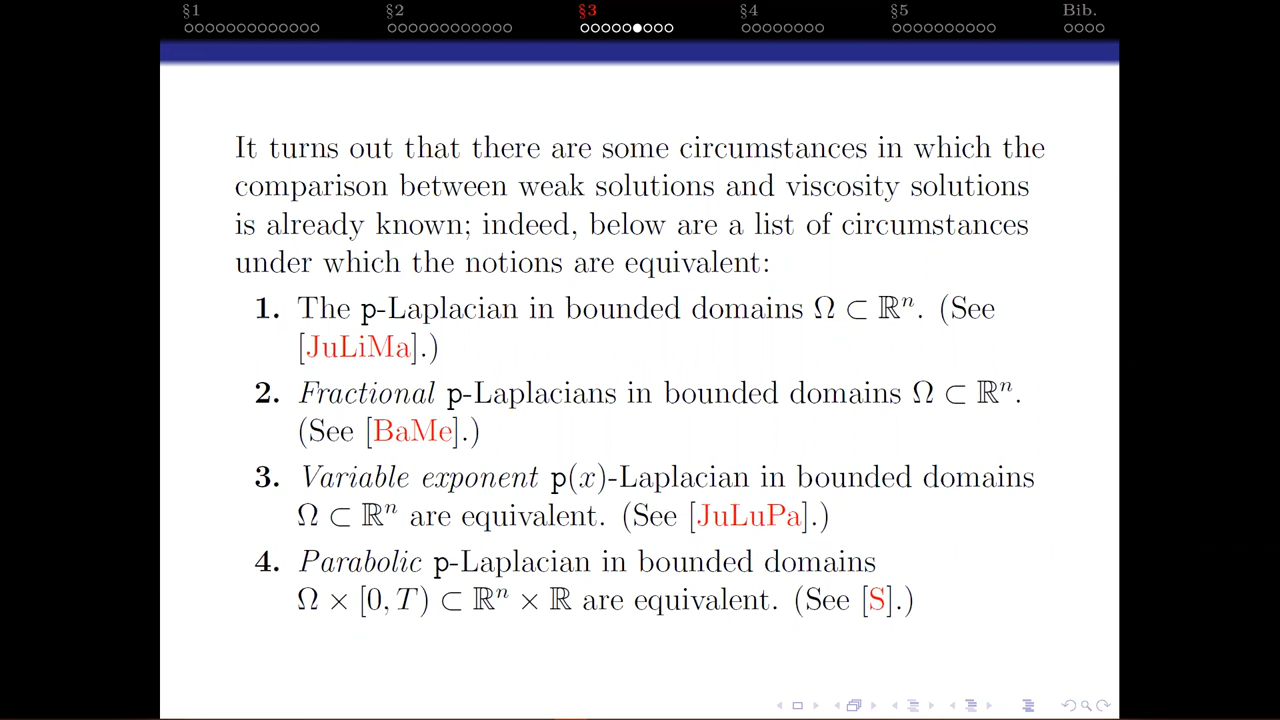 §1 §2 §3 §4 §5 Bib.
It turns out that there are some circumstances in which the
comparison between weak solutions and viscosity solutions
is already known; indeed, below are a list of circumstances
under which the notions are equivalent:
1. The p-Laplacian in bounded domains Ω ⊂ ℝⁿ. (See
[JuLiMa].)
2. Fractional p-Laplacians in bounded domains Ω ⊂ ℝⁿ.
(See [BaMe].)
3. Variable exponent p(x)-Laplacian in bounded domains
Ω ⊂ ℝⁿ are equivalent. (See [JuLuPa].)
4. Parabolic p-Laplacian in bounded domains
Ω × [0, T) ⊂ ℝⁿ × ℝ are equivalent. (See [S].)